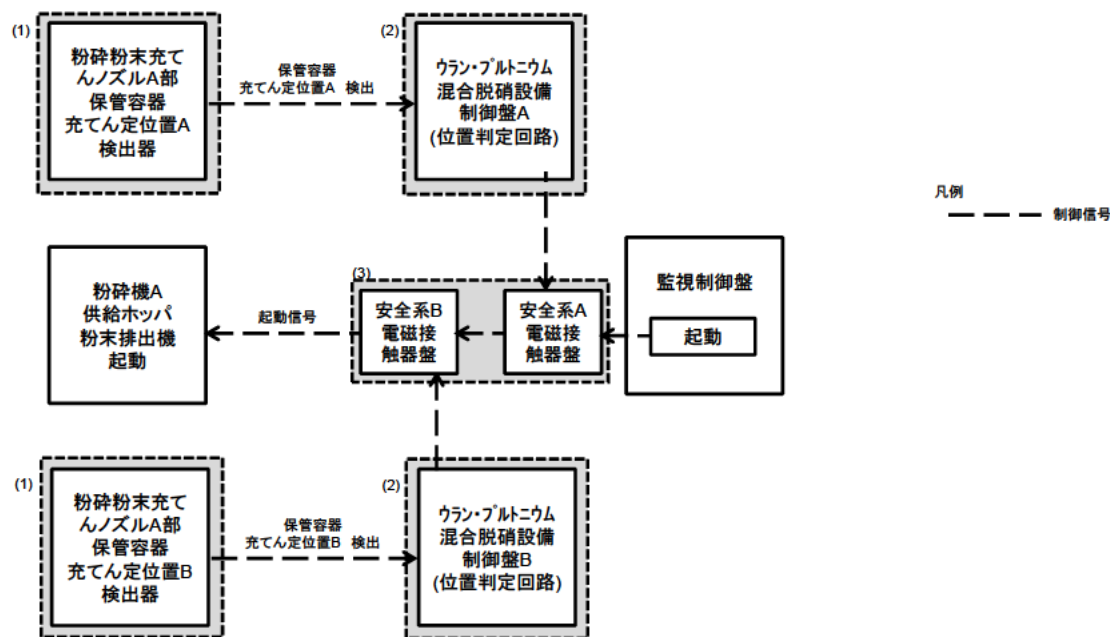 (1)
粉砕粉末充て
んノズルA部
保管容器
充てん定位置A
検出器
保管容器
充てん定位置A 検出
(2)
ｳﾗﾝ・ﾌﾟﾙﾄﾆｳﾑ
混合脱硝設備
制御盤A
(位置判定回路)
凡例
制御信号
粉砕機A
供給ホッパ
粉末排出機
起動
起動信号
(3)
安全系B
電磁接
触器盤
安全系A
電磁接
触器盤
監視制御盤
起動
(1)
粉砕粉末充て
んノズルA部
保管容器
充てん定位置B
検出器
保管容器
充てん定位置B 検出
(2)
ｳﾗﾝ・ﾌﾟﾙﾄﾆｳﾑ
混合脱硝設備
制御盤B
(位置判定回路)